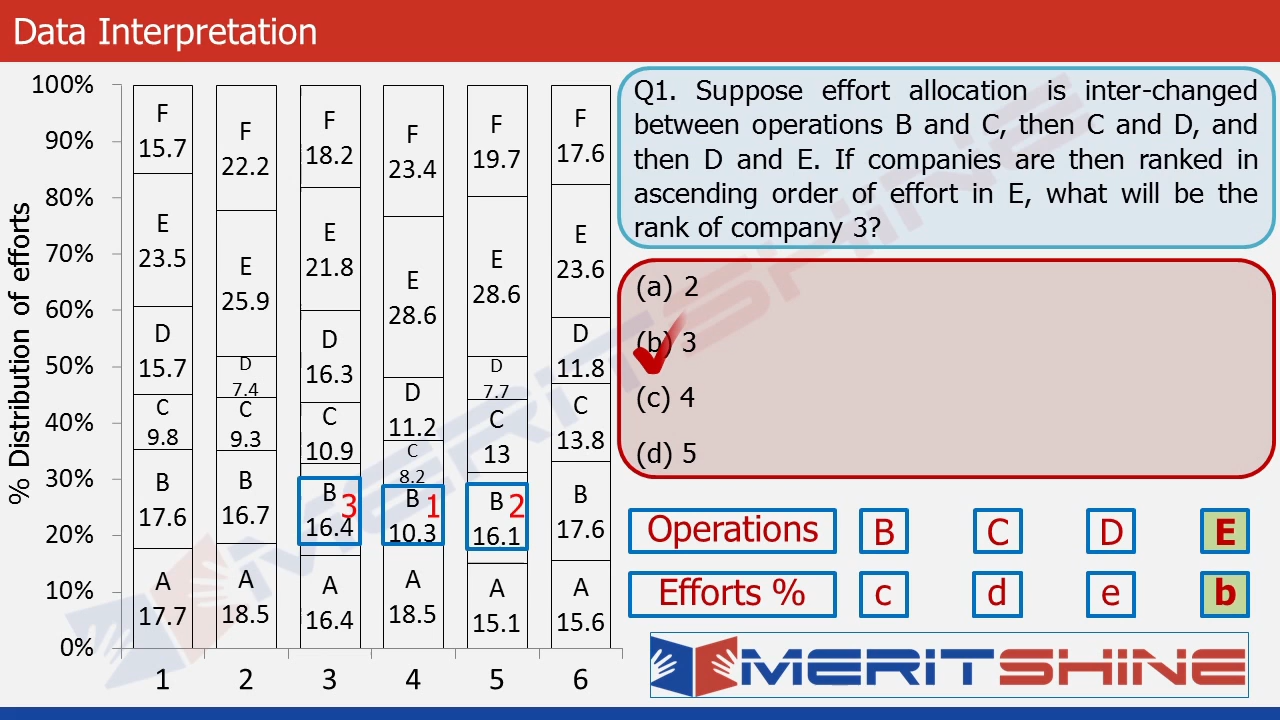 Data Interpretation
% Distribution of efforts
100%
90%
80%
70%
60%
50%
40%
30%
20%
10%
0%
F
15.7
E
23.5
D
15.7
C
9.8
B
17.6
A
17.7
1
F
22.2
E
25.9
D
7.4
C
9.3
B
16.7
A
18.5
2
F
18.2
E
21.8
D
16.3
C
10.9
B 3
16.4
A
16.4
3
F
23.4
E
28.6
D
11.2
C
8.2
B 1
10.3
A
18.5
4
F
19.7
E
28.6
D
7.7
C
13
B 2
16.1
A
15.1
5
F
17.6
E
23.6
D
11.8
C
13.8
B
17.6
A
15.6
6
Q1. Suppose effort allocation is inter-changed
between operations B and C, then C and D, and
then D and E. If companies are then ranked in
ascending order of effort in E, what will be the
rank of company 3?
(a) 2
(b) 3
(c) 4
(d) 5
Operations B C D E
Efforts % c d e b
MERITSHINE
MERITSHINE